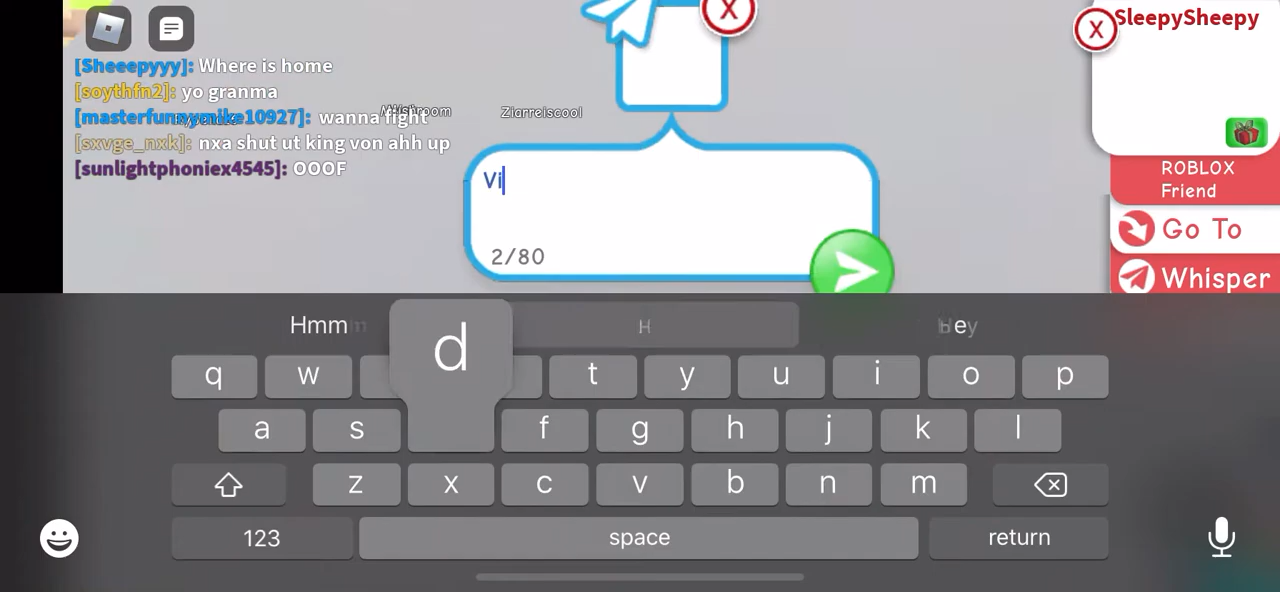 SleepySheepy
[Sheeepyyy]: Where is home
[soythfn2]: yo granma
[masterfunnymike10927]: wanna fight
[sxvge_nxk]: nxa shut ut king von ahh up
[sunlightphoniex4545]: OOOF
Ziarreiscool
X
X
Vi
2/80
ROBLOX
Friend
Go To
Whisper
Hmm
H
d
q w t y u i o p
a s f g h j k l
z x c v b n m
123 space return